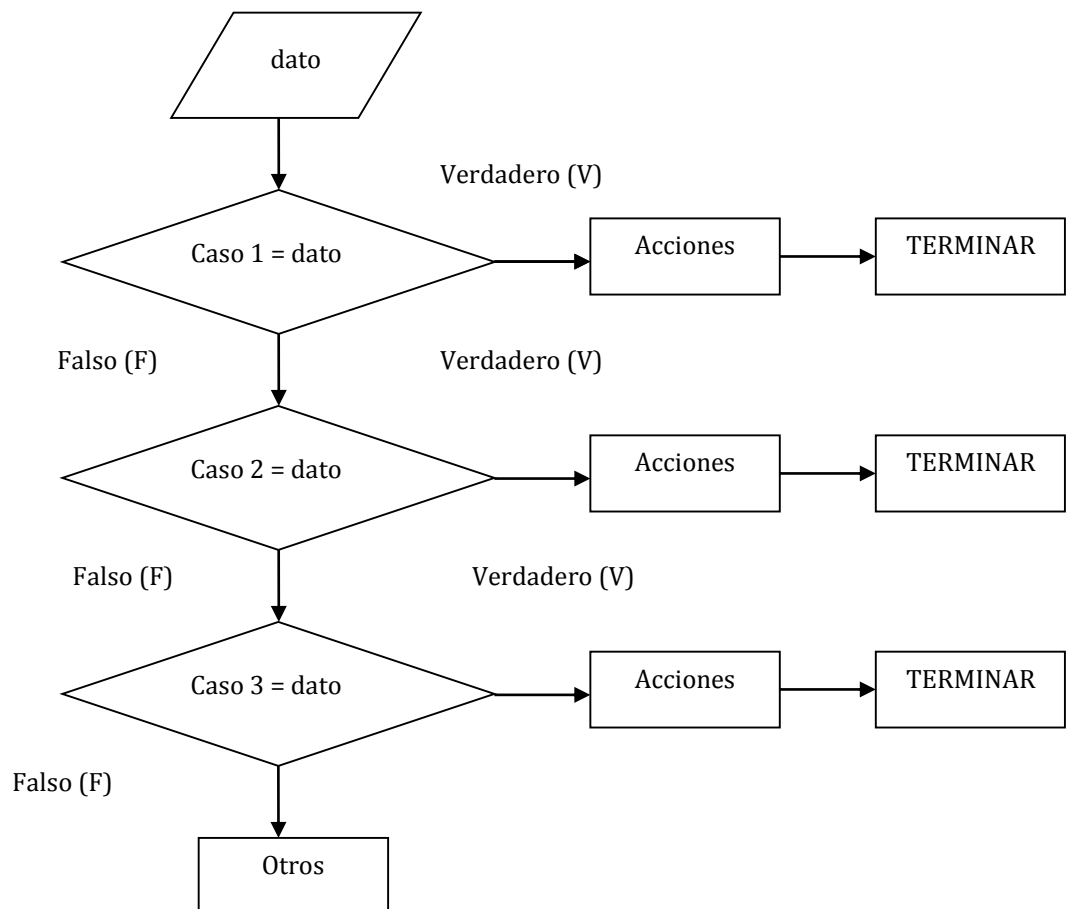 dato
Verdadero (V)
Caso 1 = dato
Acciones
TERMINAR
Falso (F)
Verdadero (V)
Caso 2 = dato
Acciones
TERMINAR
Falso (F)
Verdadero (V)
Caso 3 = dato
Acciones
TERMINAR
Falso (F)
Otros